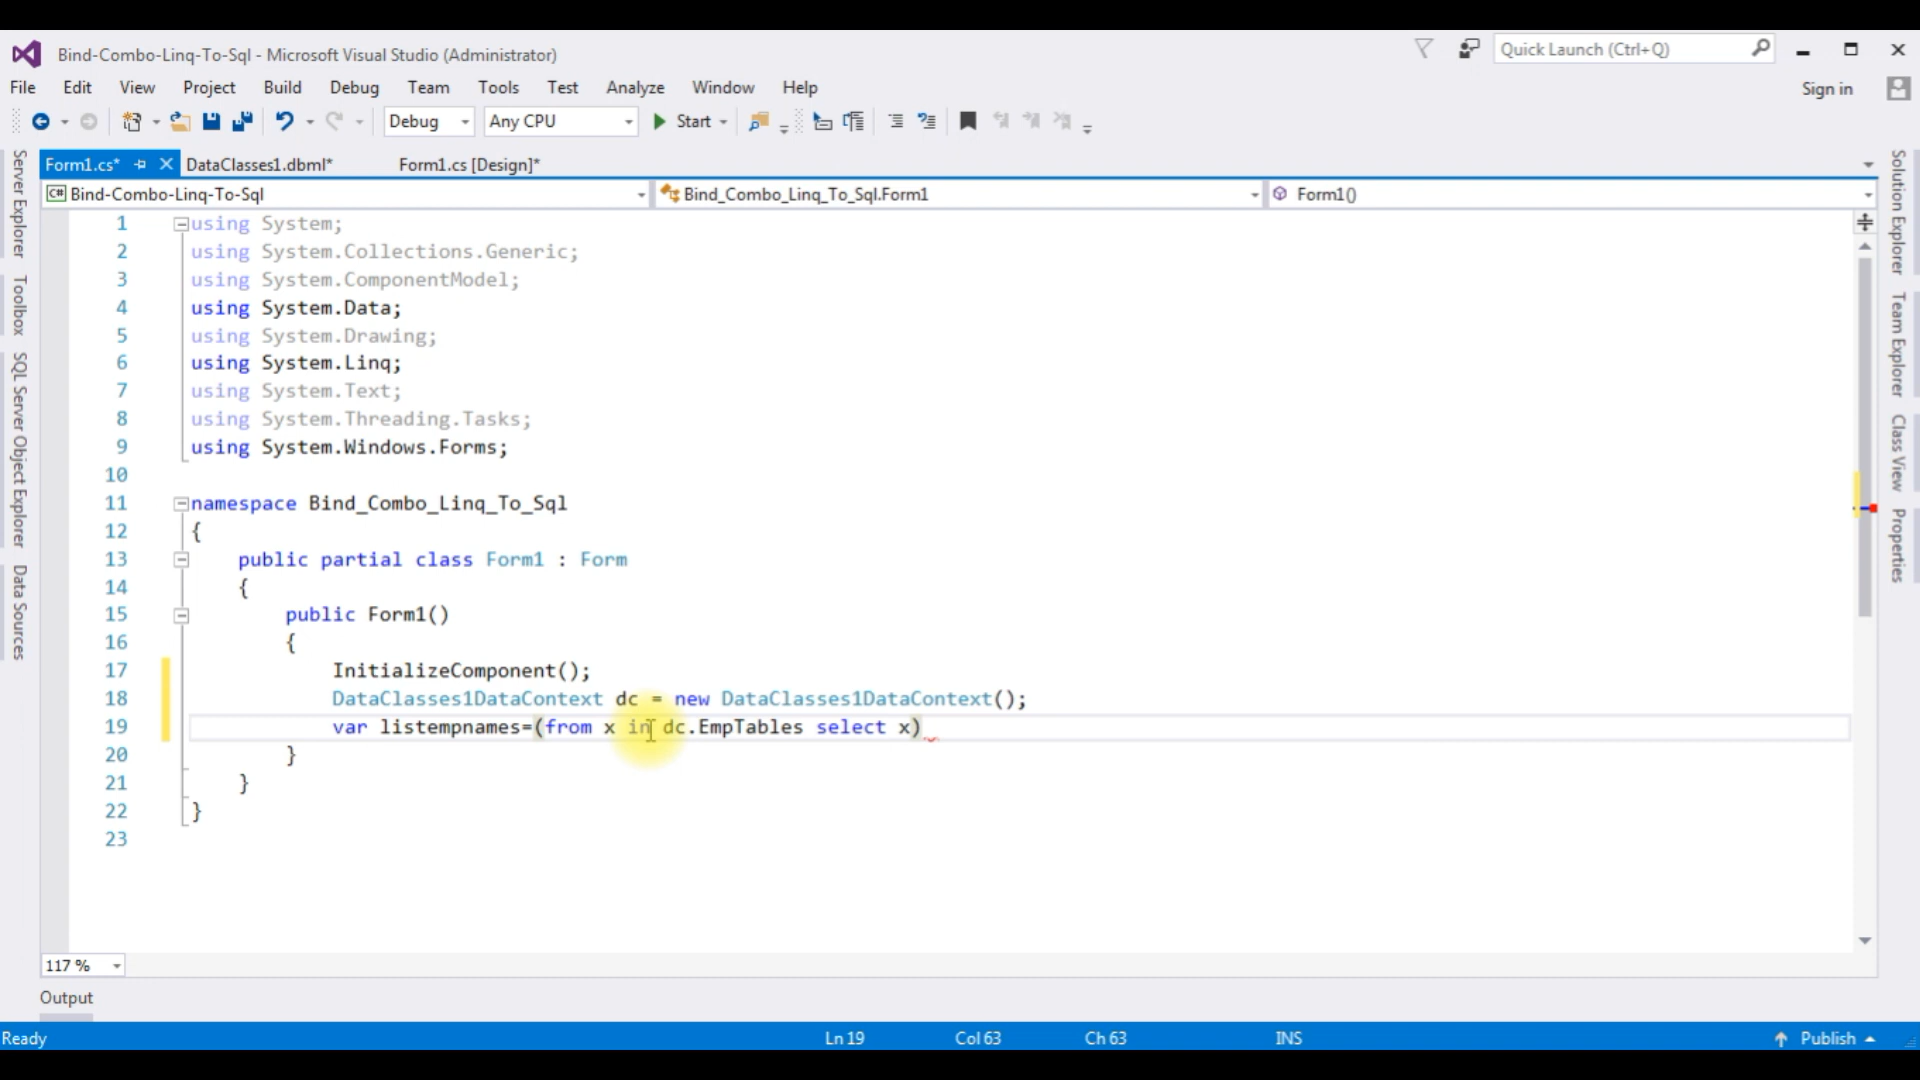 Bind-Combo-Linq-To-Sql - Microsoft Visual Studio (Administrator)
Quick Launch (Ctrl+Q)
File Edit View Project Build Debug Team Tools Test Analyze Window Help
Sign in
Debug Any CPU Start
Form1.cs* DataClasses1.dbml* Form1.cs [Design]*
C# Bind-Combo-Linq-To-Sql Bind_Combo_Linq_To_Sql.Form1 Form1()
Server Explorer
Toolbox
SQL Server Object Explorer
Data Sources
1 using System;
2 using System.Collections.Generic;
3 using System.ComponentModel;
4 using System.Data;
5 using System.Drawing;
6 using System.Linq;
7 using System.Text;
8 using System.Threading.Tasks;
9 using System.Windows.Forms;
10
11 namespace Bind_Combo_Linq_To_Sql
12 {
13 public partial class Form1 : Form
14 {
15 public Form1()
16 {
17 InitializeComponent();
18 DataClasses1DataContext dc = new DataClasses1DataContext();
19 var listempnames=(from x in dc.EmpTables select x)
20 }
21 }
22 }
23
Solution Explorer
Team Explorer
Class View
Properties
117 %
Output
Ready Ln 19 Col 63 Ch 63 INS Publish